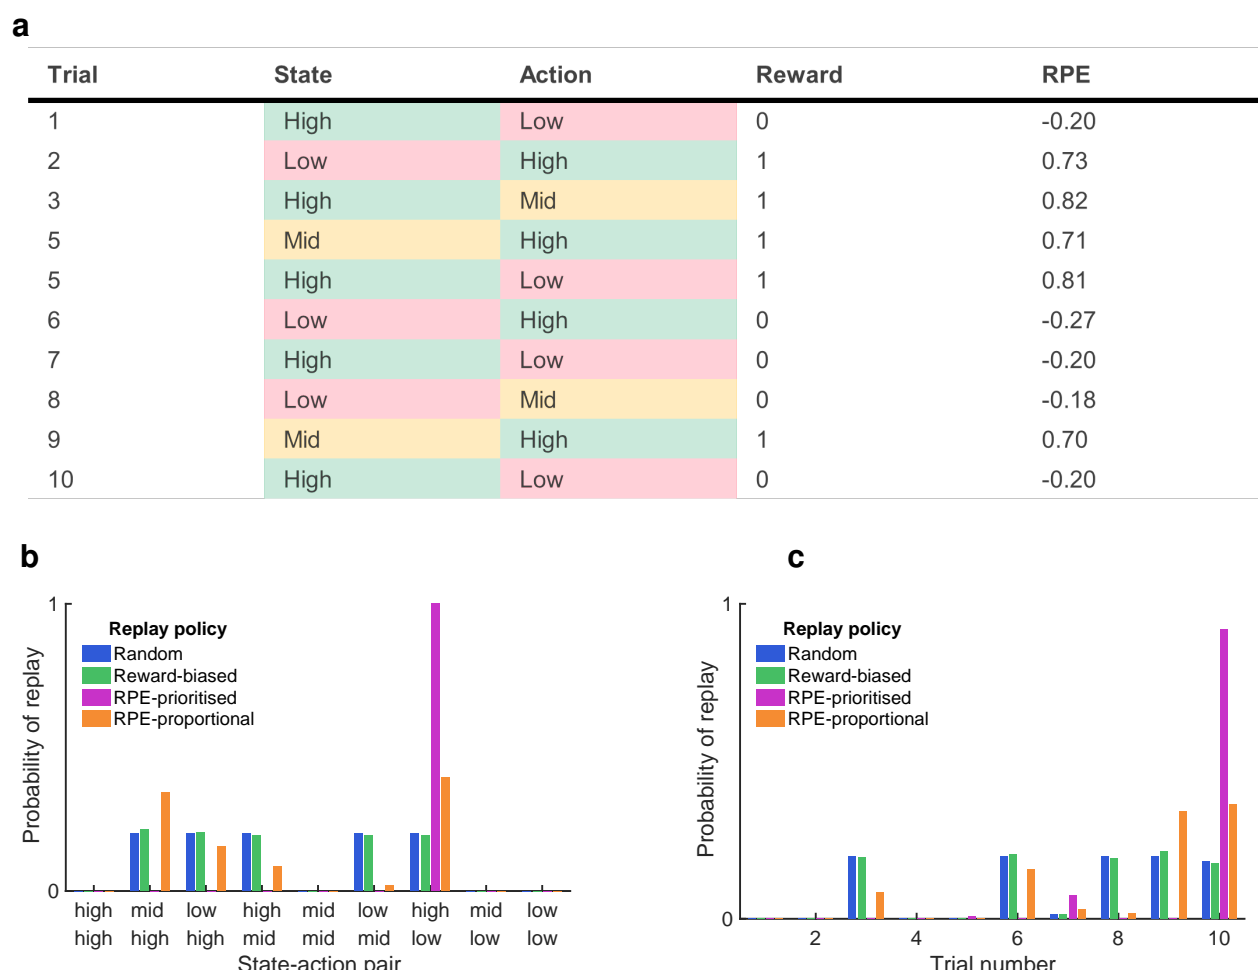 a
Trial State Action Reward RPE
1 High Low 0 -0.20
2 Low High 1 0.73
3 High Mid 1 0.82
5 Mid High 1 0.71
5 High Low 1 0.81
6 Low High 0 -0.27
7 High Low 0 -0.20
8 Low Mid 0 -0.18
9 Mid High 1 0.70
10 High Low 0 -0.20
b
1
Replay policy
Random
Reward-biased
RPE-prioritised
RPE-proportional
Probability of replay
0
high mid low high mid low high mid low
high high high mid mid mid low low low
State-action pair
c
1
Replay policy
Random
Reward-biased
RPE-prioritised
RPE-proportional
Probability of replay
0
2 4 6 8 10
Trial number